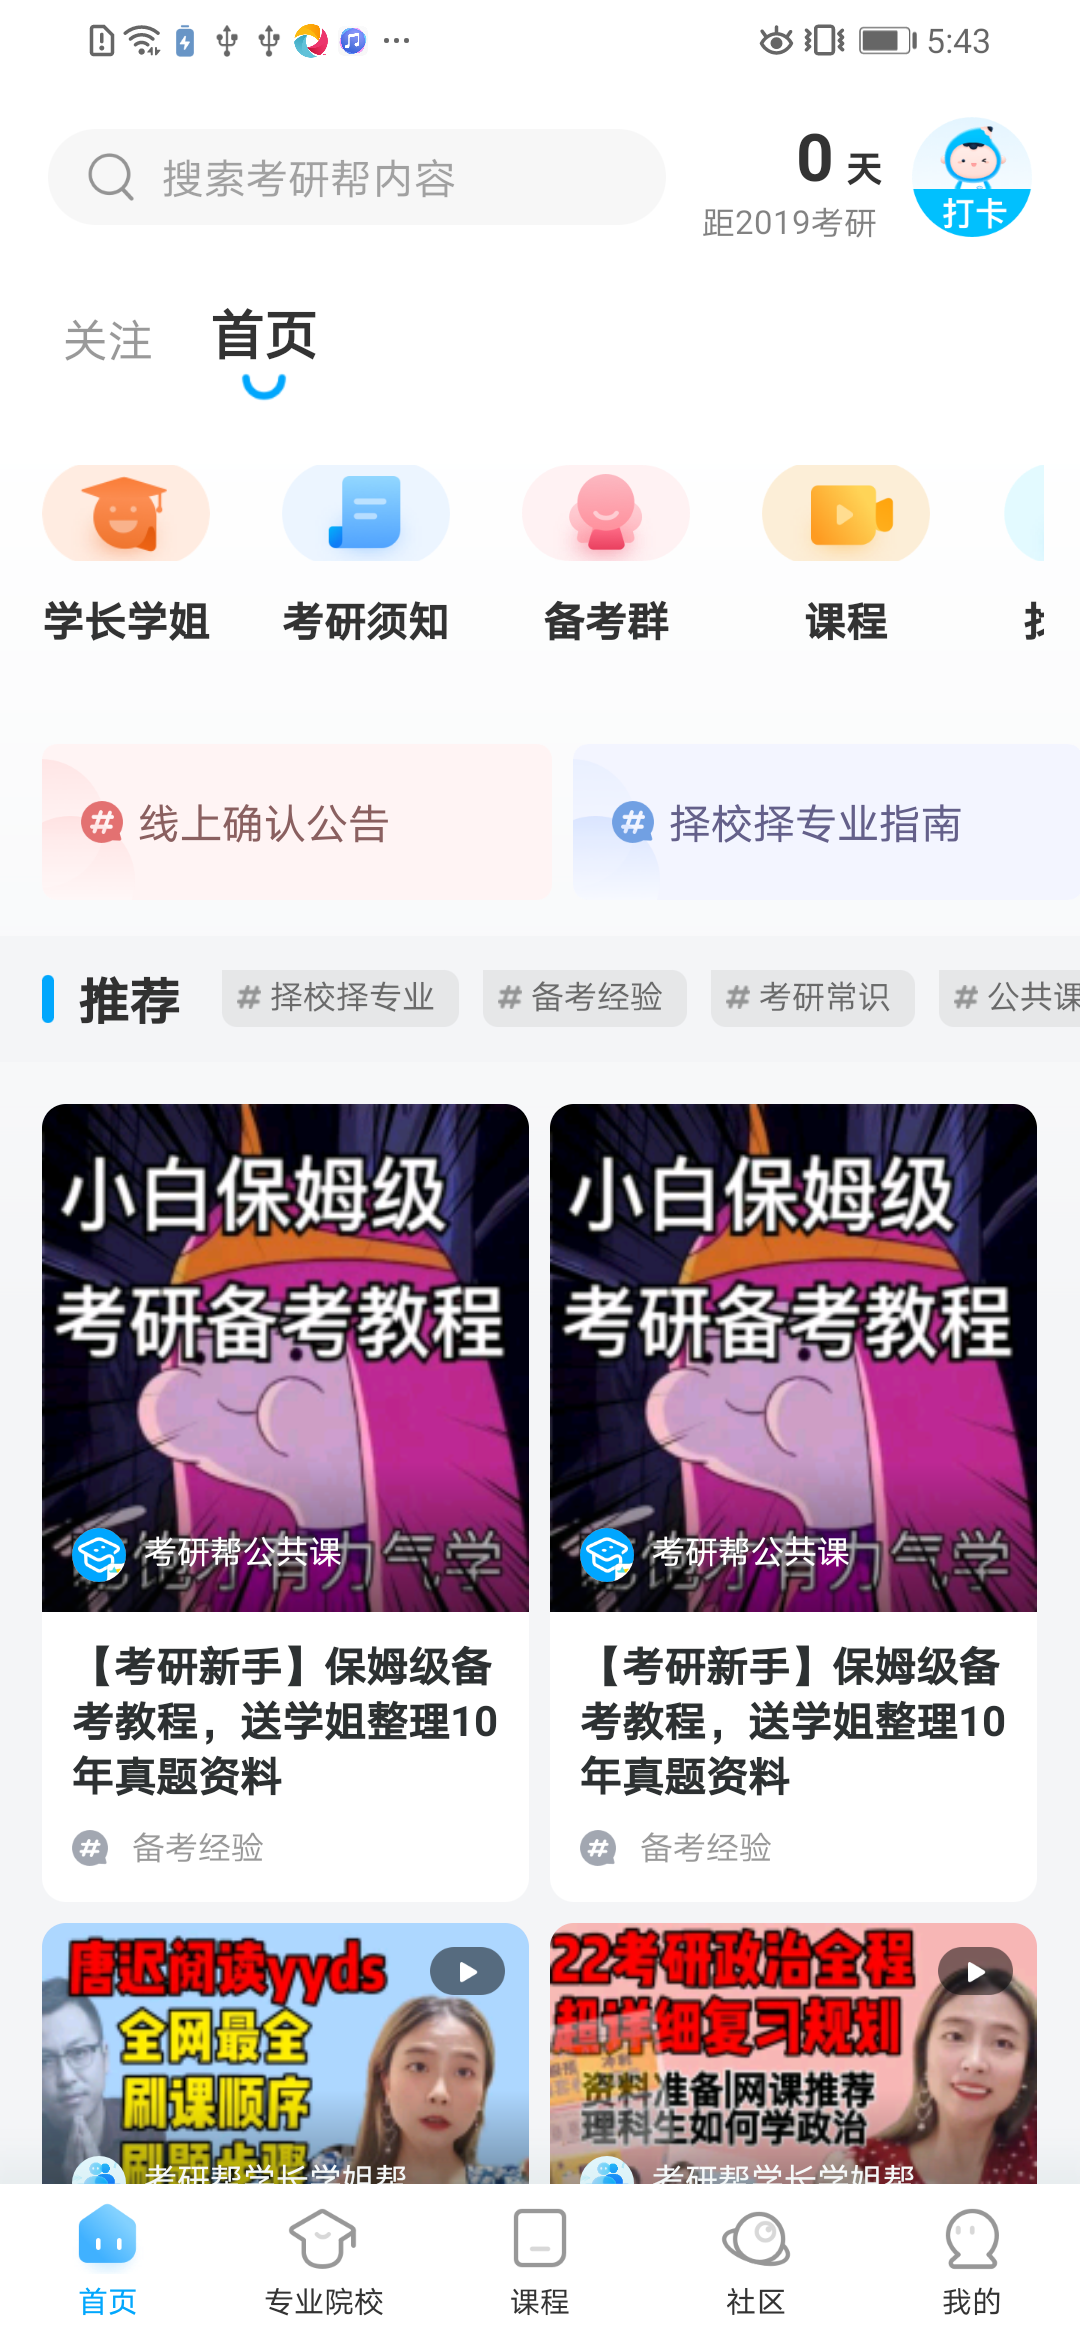 5:43
搜索考研帮内容
0 天
距2019考研
打卡
关注
首页
学长学姐
考研须知
备考群
课程
线上确认公告
择校择专业指南
推荐
# 择校择专业
# 备考经验
# 考研常识
# 公共课
小白保姆级
考研备考教程
考研帮公共课
有力气学
小白保姆级
考研备考教程
考研帮公共课
有力气学
【考研新手】保姆级备
考教程，送学姐整理10
年真题资料
备考经验
【考研新手】保姆级备
考教程，送学姐整理10
年真题资料
备考经验
唐迟阅读yyds
全网最全
刷课顺序
刷题步骤
考研帮学长学姐帮
22考研政治全程
超详细复习规划
资料准备|网课推荐
理科生如何学政治
考研帮学长学姐帮
首页
专业院校
课程
社区
我的